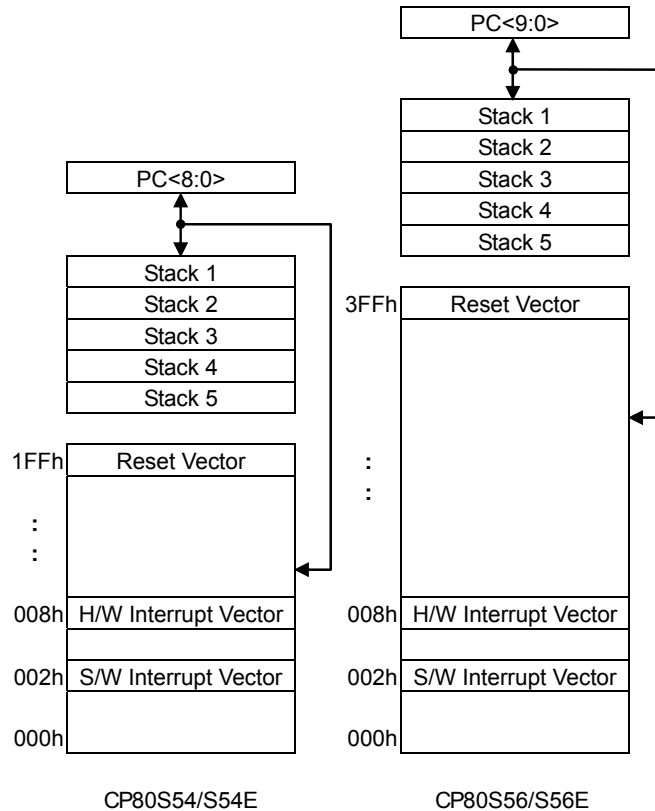 PC<9:0>
Stack 1
Stack 2
Stack 3
Stack 4
Stack 5
3FFh Reset Vector
:
:
008h H/W Interrupt Vector
002h S/W Interrupt Vector
000h
CP80S56/S56E
PC<8:0>
Stack 1
Stack 2
Stack 3
Stack 4
Stack 5
1FFh Reset Vector
:
:
008h H/W Interrupt Vector
002h S/W Interrupt Vector
000h
CP80S54/S54E